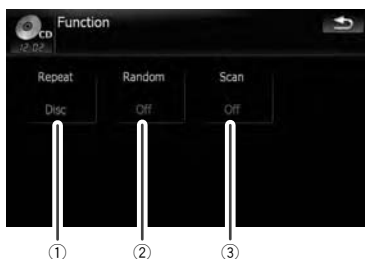 CD
Function
12:02
Repeat Random Scan
Disc Off Off
① ② ③